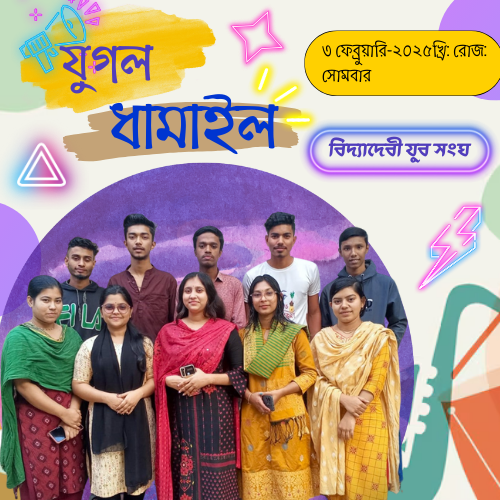 যুগল
ধামাইল
৩ ফেব্রুয়ারি-২০২৫খ্রি: রোজ:
সোমবার
বিদ্যাদেবী যুব সংঘ